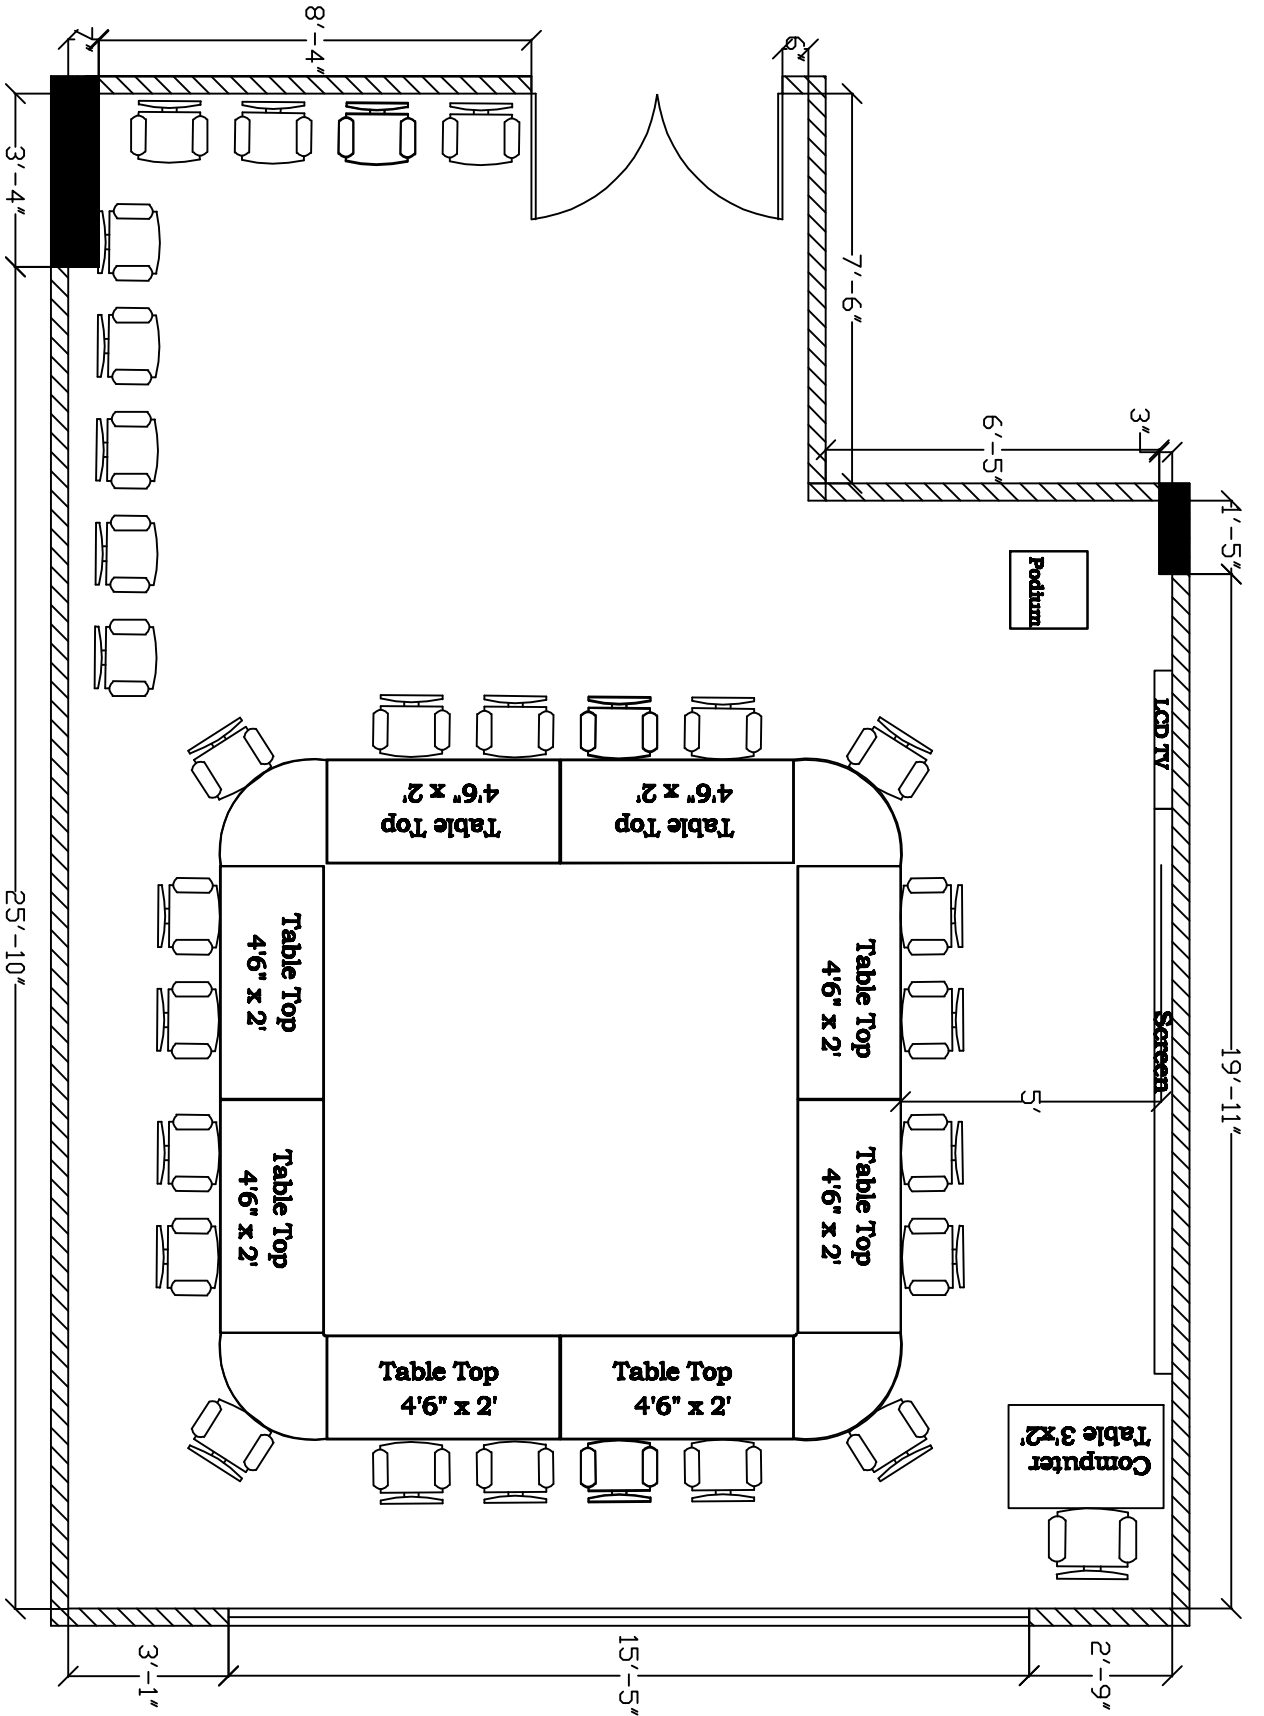 7"
8'-4"
6"
3'-4"
7'-6"
6'-5"
3"
1'-5"
Podium
LCD TV
Table Top
4'6" x 2'
Table Top
4'6" x 2'
Table Top
4'6" x 2'
Table Top
4'6" x 2'
25'-10"
Screen
5'
19'-11"
Table Top
4'6" x 2'
Table Top
4'6" x 2'
Table Top
4'6" x 2'
Table Top
4'6" x 2'
Computer
Table 3'x2'
3'-1"
15'-5"
2'-9"